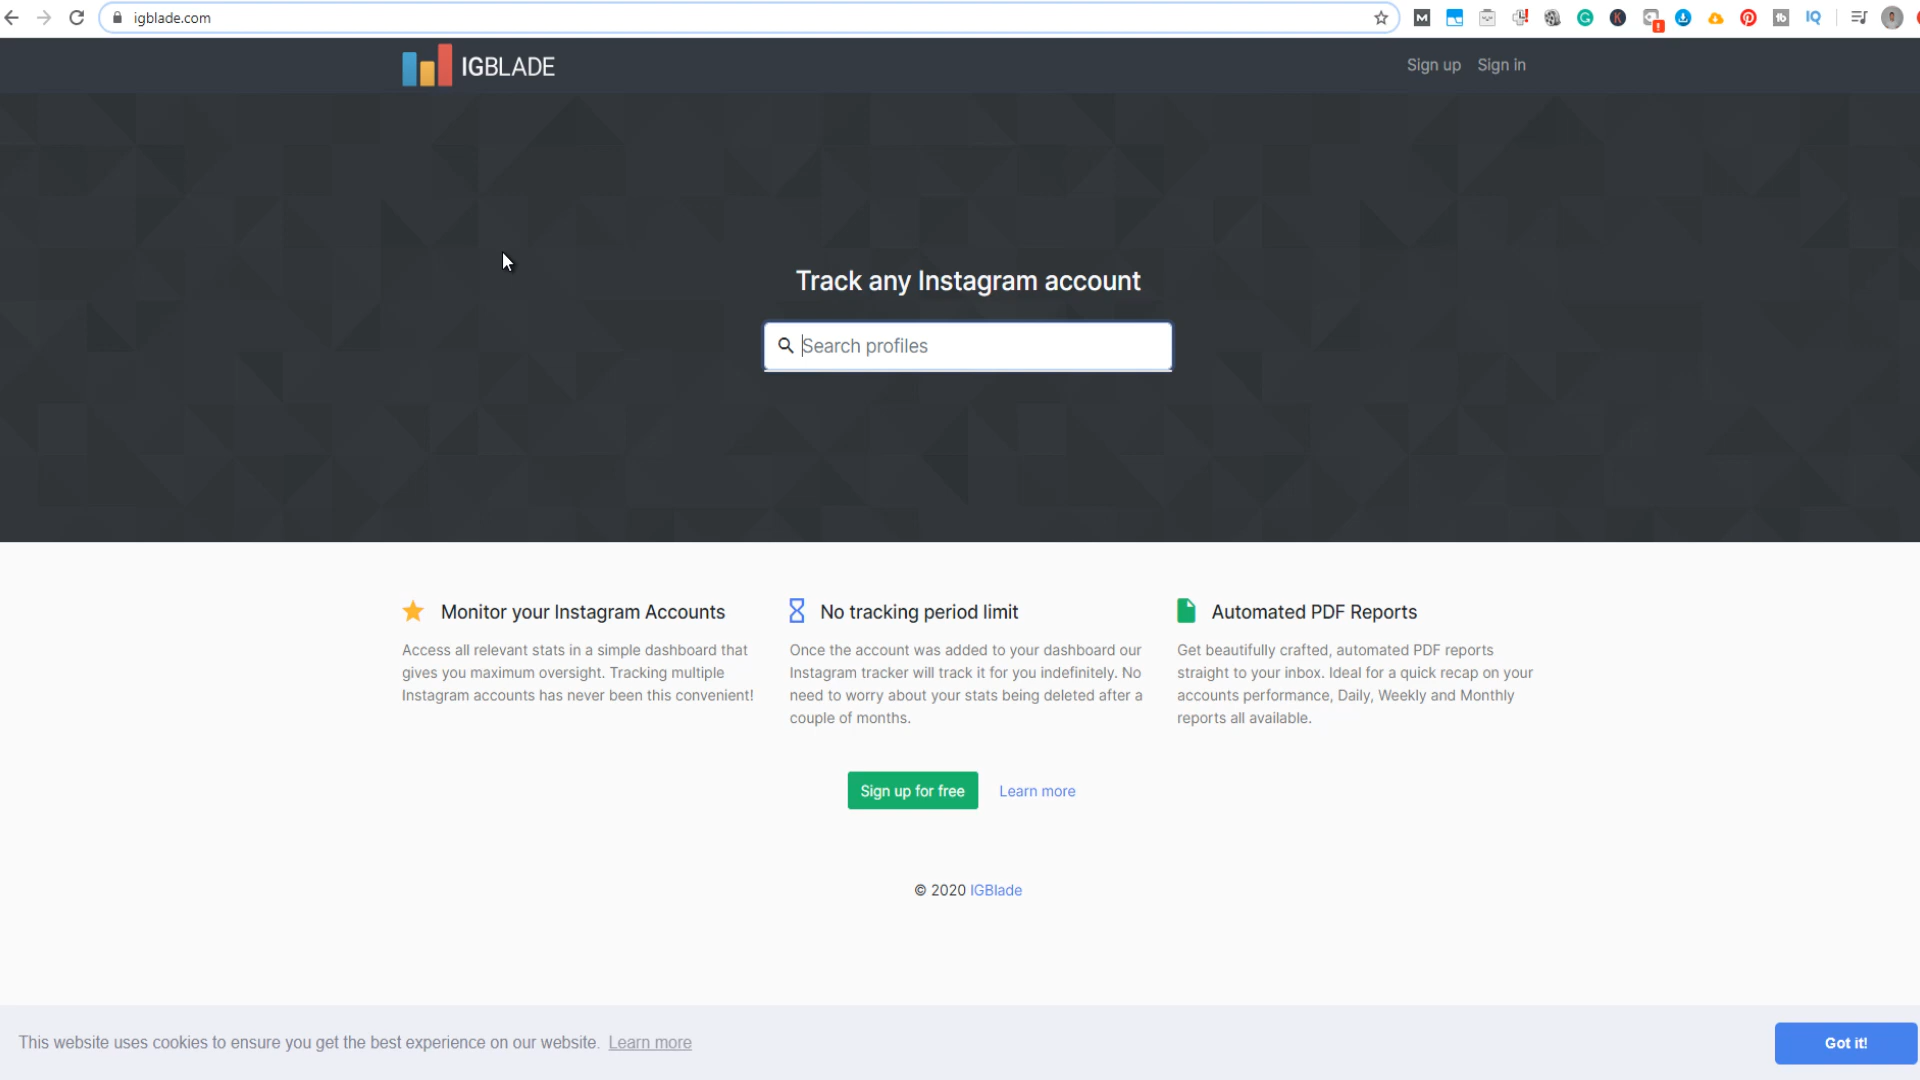 igblade.com
IGBLADE
Sign up Sign in
Track any Instagram account
Search profiles
Monitor your Instagram Accounts
Access all relevant stats in a simple dashboard that
gives you maximum oversight. Tracking multiple
Instagram accounts has never been this convenient!
No tracking period limit
Once the account was added to your dashboard our
Instagram tracker will track it for you indefinitely. No
need to worry about your stats being deleted after a
couple of months.
Automated PDF Reports
Get beautifully crafted, automated PDF reports
straight to your inbox. Ideal for a quick recap on your
accounts performance, Daily, Weekly and Monthly
reports all available.
Sign up for free Learn more
© 2020 IGBlade
This website uses cookies to ensure you get the best experience on our website. Learn more
Got it!